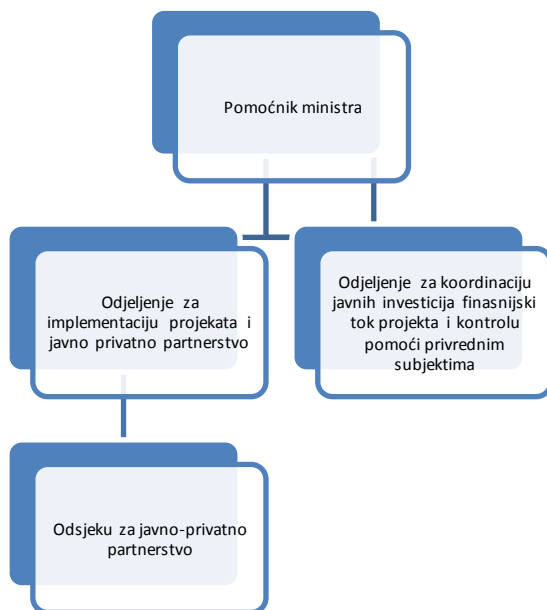 Pomoćnik ministra
Odjeljenje za
implementaciju projekata i
javno privatno partnerstvo
Odjeljenje za koordinaciju
javnih investicija finasnijski
tok projekta i kontrolu
pomoći privrednim
subjektima
Odsjeku za javno-privatno
partnerstvo